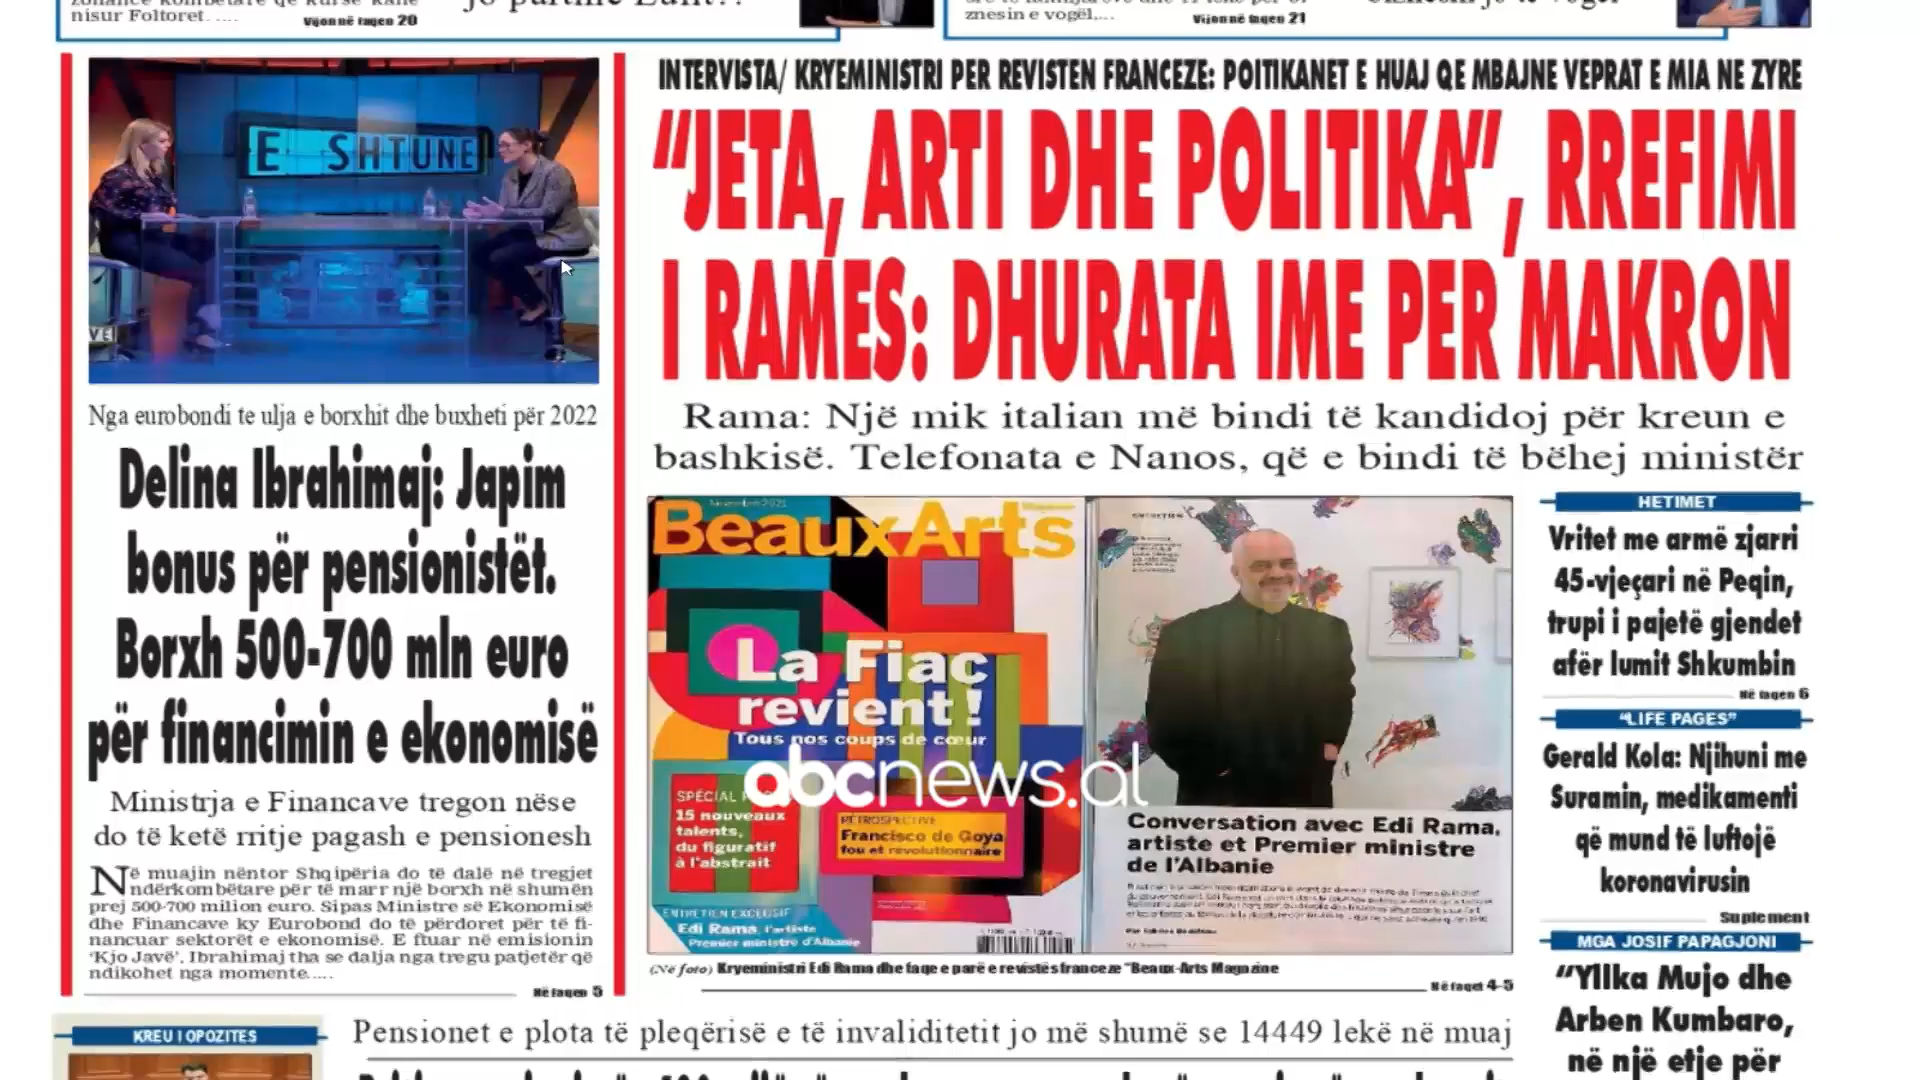 nisur Foltoret.....
Vijon në faqen 20
znesin e vogël,...
Vijon në faqen 21
E SHTUNE
Nga eurobondi te ulja e borxhit dhe buxheti për 2022
Delina Ibrahimaj: Japim
bonus për pensionistët.
Borxh 500-700 mln euro
për financimin e ekonomisë
Ministrja e Financave tregon nëse
do të ketë rritje pagash e pensionesh
Në muajin nëntor Shqipëria do të dalë në tregjet
ndërkombëtare për të marr një borxh në shumën
prej 500-700 milion euro. Sipas Ministre së Ekonomisë
dhe Financave ky Eurobond do të përdoret për të fi-
nancuar sektorët e ekonomisë. E ftuar në emisionin
‘Kjo Javë’. Ibrahimaj tha se dalja nga tregu patjetër që
ndikohet nga momente.....
Në faqen 5
INTERVISTA/ KRYEMINISTRI PER REVISTEN FRANCEZE: POITIKANET E HUAJ QE MBAJNE VEPRAT E MIA NE ZYRE
“JETA, ARTI DHE POLITIKA”, RREFIMI
I RAMES: DHURATA IME PER MAKRON
Rama: Një mik italian më bindi të kandidoj për kreun e
bashkisë. Telefonata e Nanos, që e bindi të bëhej ministër
BeauxArts
La Fiac
revient!
Tous nos coups de cœur
SPÉCIAL
15 nouveaux
talents,
du figuratif
à l'abstrait
RÉTROSPECTIVE
Francisco de Goya
fou et révolutionnaire
ENTRETIEN EXCLUSIF
Edi Rama, l'artiste
Premier ministre d'Albanie
abcnews.al
Conversation avec Edi Rama,
artiste et Premier ministre
de l'Albanie
(Në foto) Kryeministri Edi Rama dhe faqe e parë e revistës franceze "Beaux-Arts Magazine
Në faqet 4-5
HETIMET
Vritet me armë zjarri
45-vjeçari në Peqin,
trupi i pajetë gjendet
afër lumit Shkumbin
Në faqen 6
“LIFE PAGES”
Gerald Kola: Njihuni me
Suramin, medikamenti
që mund të luftojë
koronavirusin
Suplement
MGA JOSIF PAPAGJONI
“Yllka Mujo dhe
Arben Kumbaro,
në një etje për
KREU I OPOZITES
Pensionet e plota të pleqërisë e të invaliditetit jo më shumë se 14449 lekë në muaj